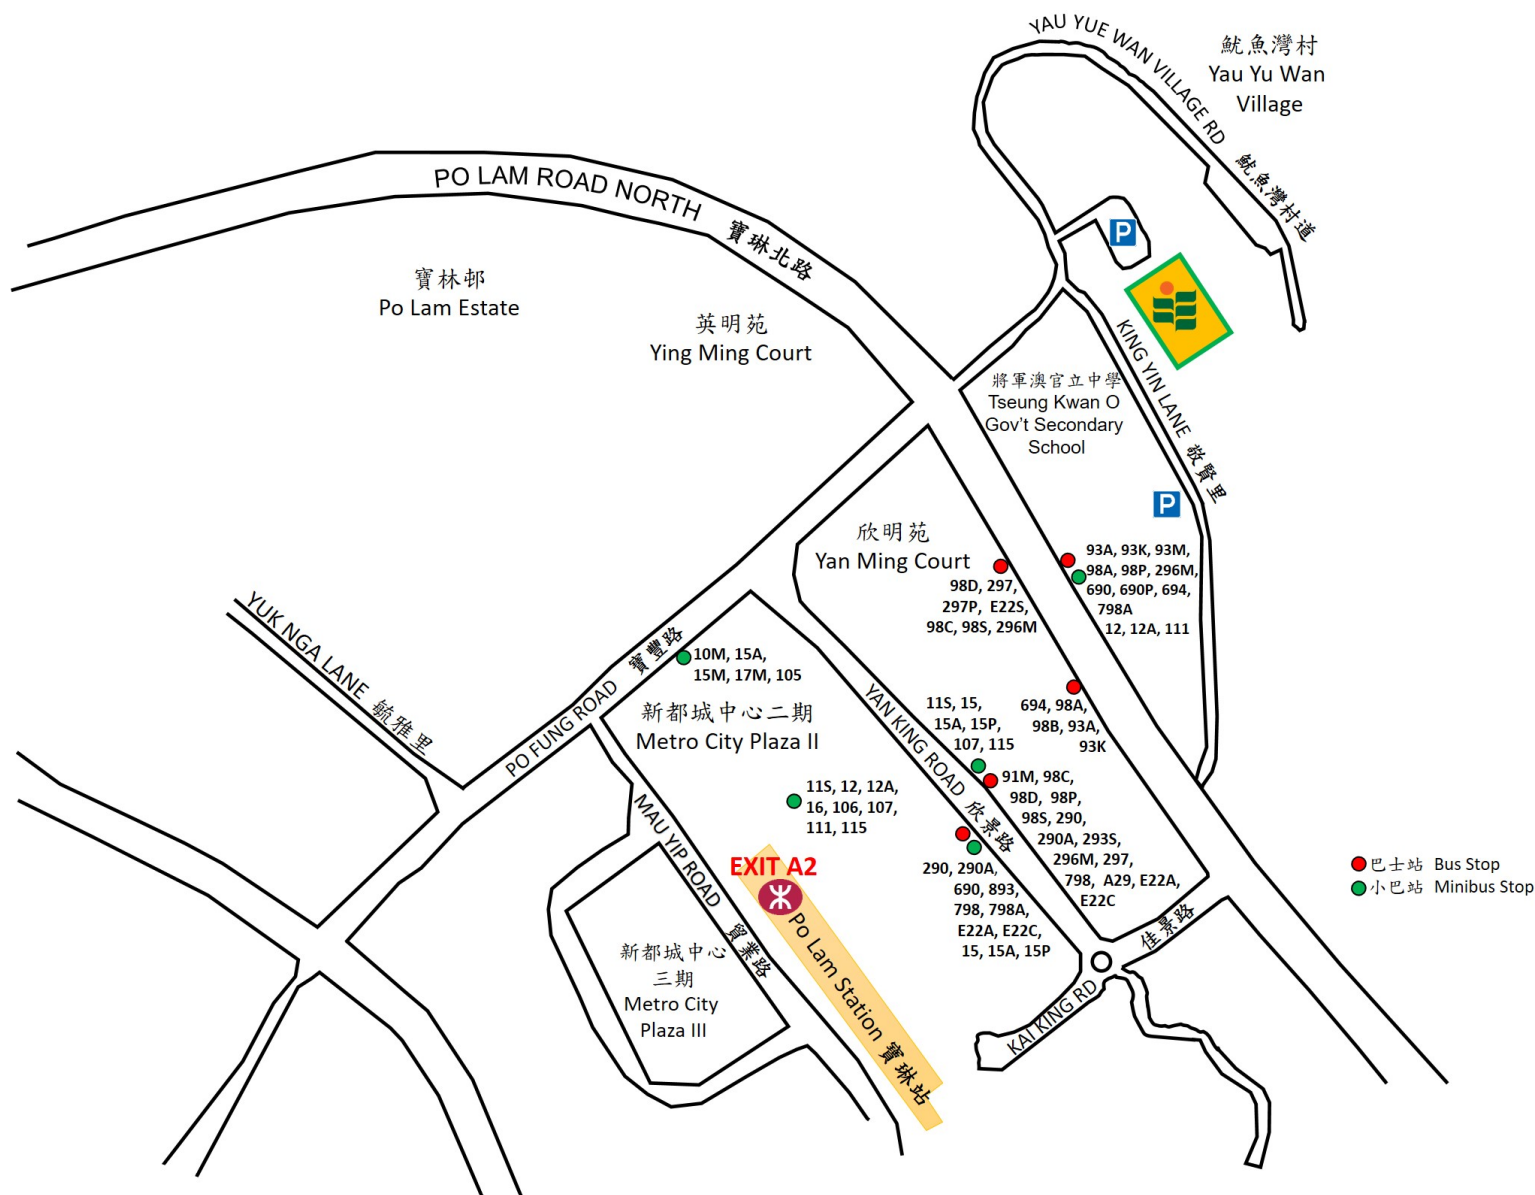 YAU YUE WAN VILLAGE RD 魷魚灣村道
魷魚灣村
Yau Yu Wan
Village
PO LAM ROAD NORTH 寶琳北路
P
寶林邨
Po Lam Estate
英明苑
Ying Ming Court
KING YIN LANE 敬賢里
將軍澳官立中學
Tseung Kwan O
Gov't Secondary
School
P
欣明苑
Yan Ming Court
93A, 93K, 93M,
98A, 98P, 296M,
690, 690P, 694,
798A
12, 12A, 111
98D, 297,
297P, E22S,
98C, 98S, 296M
YUK NGA LANE 毓雅里
PO FUNG ROAD 寶豐路
10M, 15A,
15M, 17M, 105
新都城中心二期
Metro City Plaza II
YAN KING ROAD 欣景路
11S, 15,
15A, 15P,
107, 115
694, 98A,
98B, 93A,
93K
MAU YIP ROAD 貿業路
11S, 12, 12A,
16, 106, 107,
111, 115
91M, 98C,
98D, 98P,
98S, 290,
290A, 293S,
296M, 297,
798, A29, E22A,
E22C
EXIT A2
Po Lam Station 寶琳站
290, 290A,
690, 893,
798, 798A,
E22A, E22C,
15, 15A, 15P
巴士站 Bus Stop
小巴站 Minibus Stop
新都城中心
三期
Metro City
Plaza III
佳景路
KAI KING RD